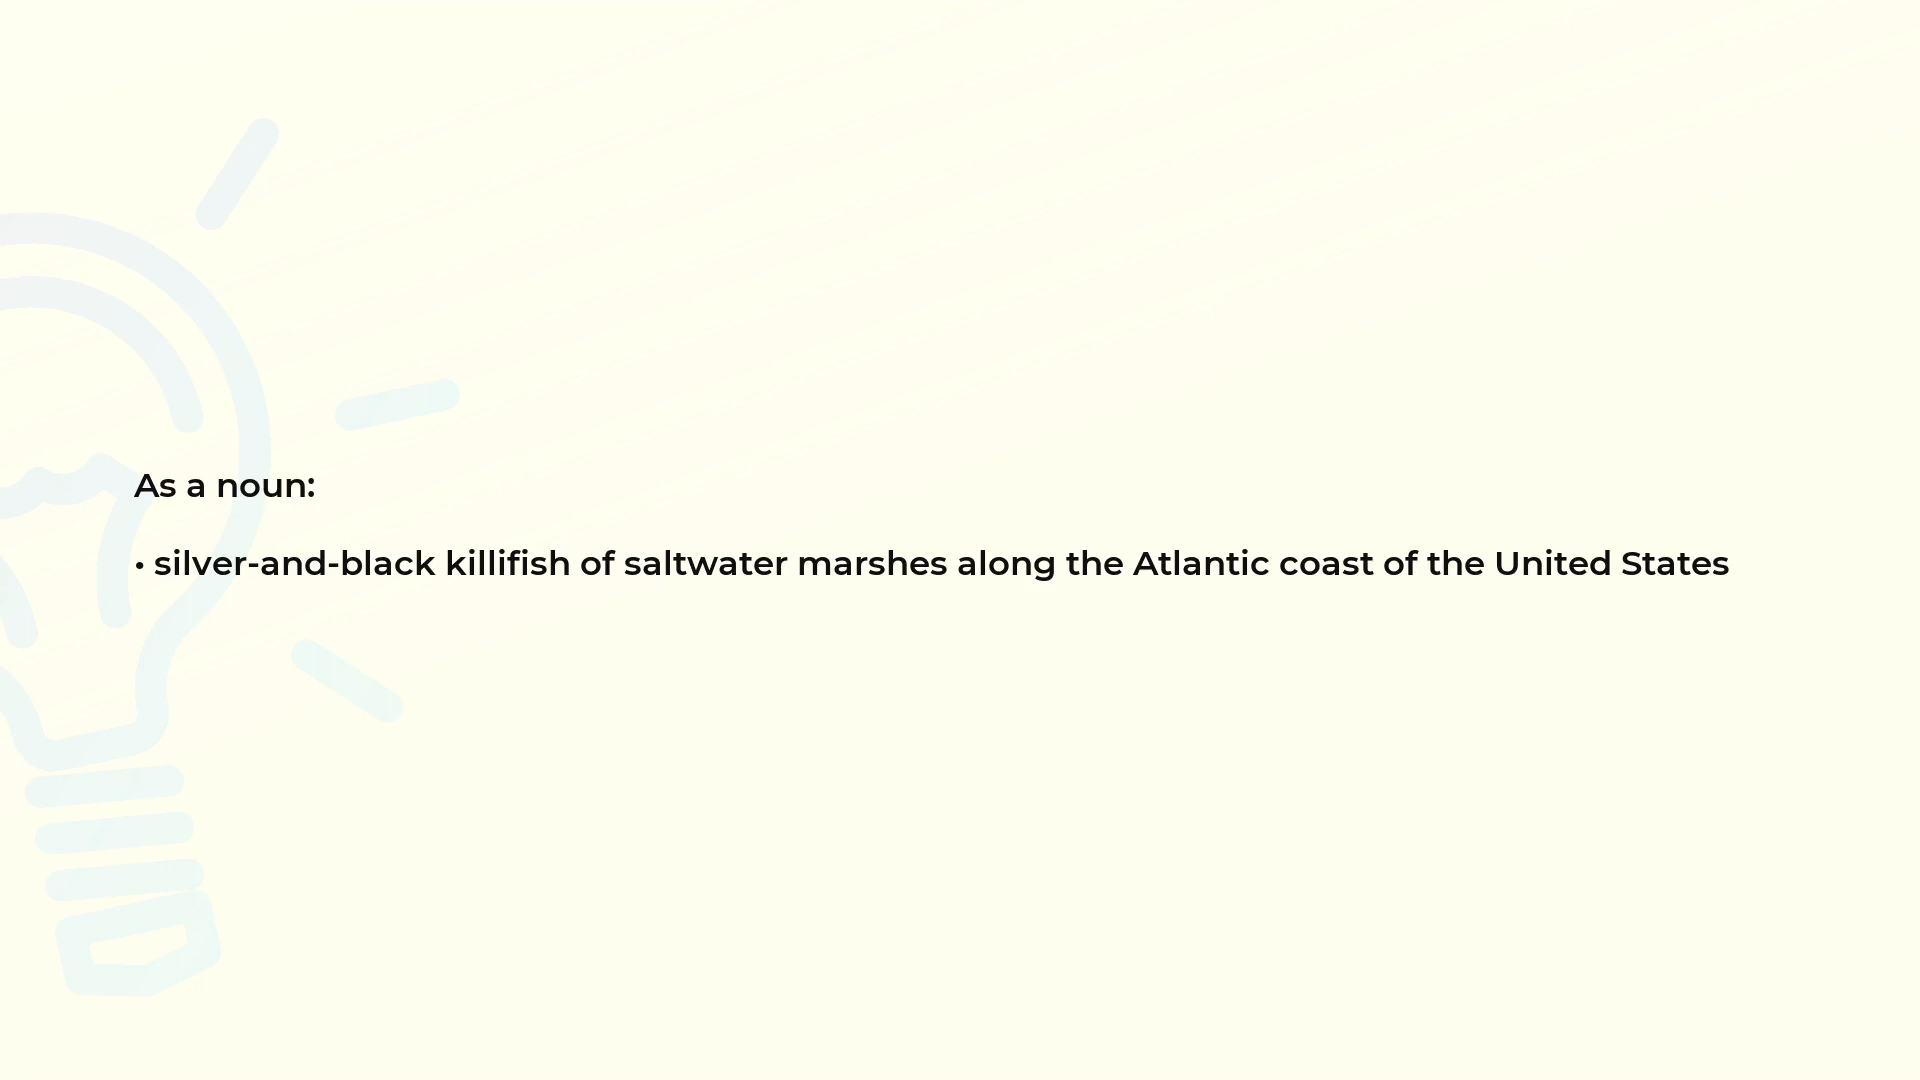 As a noun:
• silver-and-black killifish of saltwater marshes along the Atlantic coast of the United States